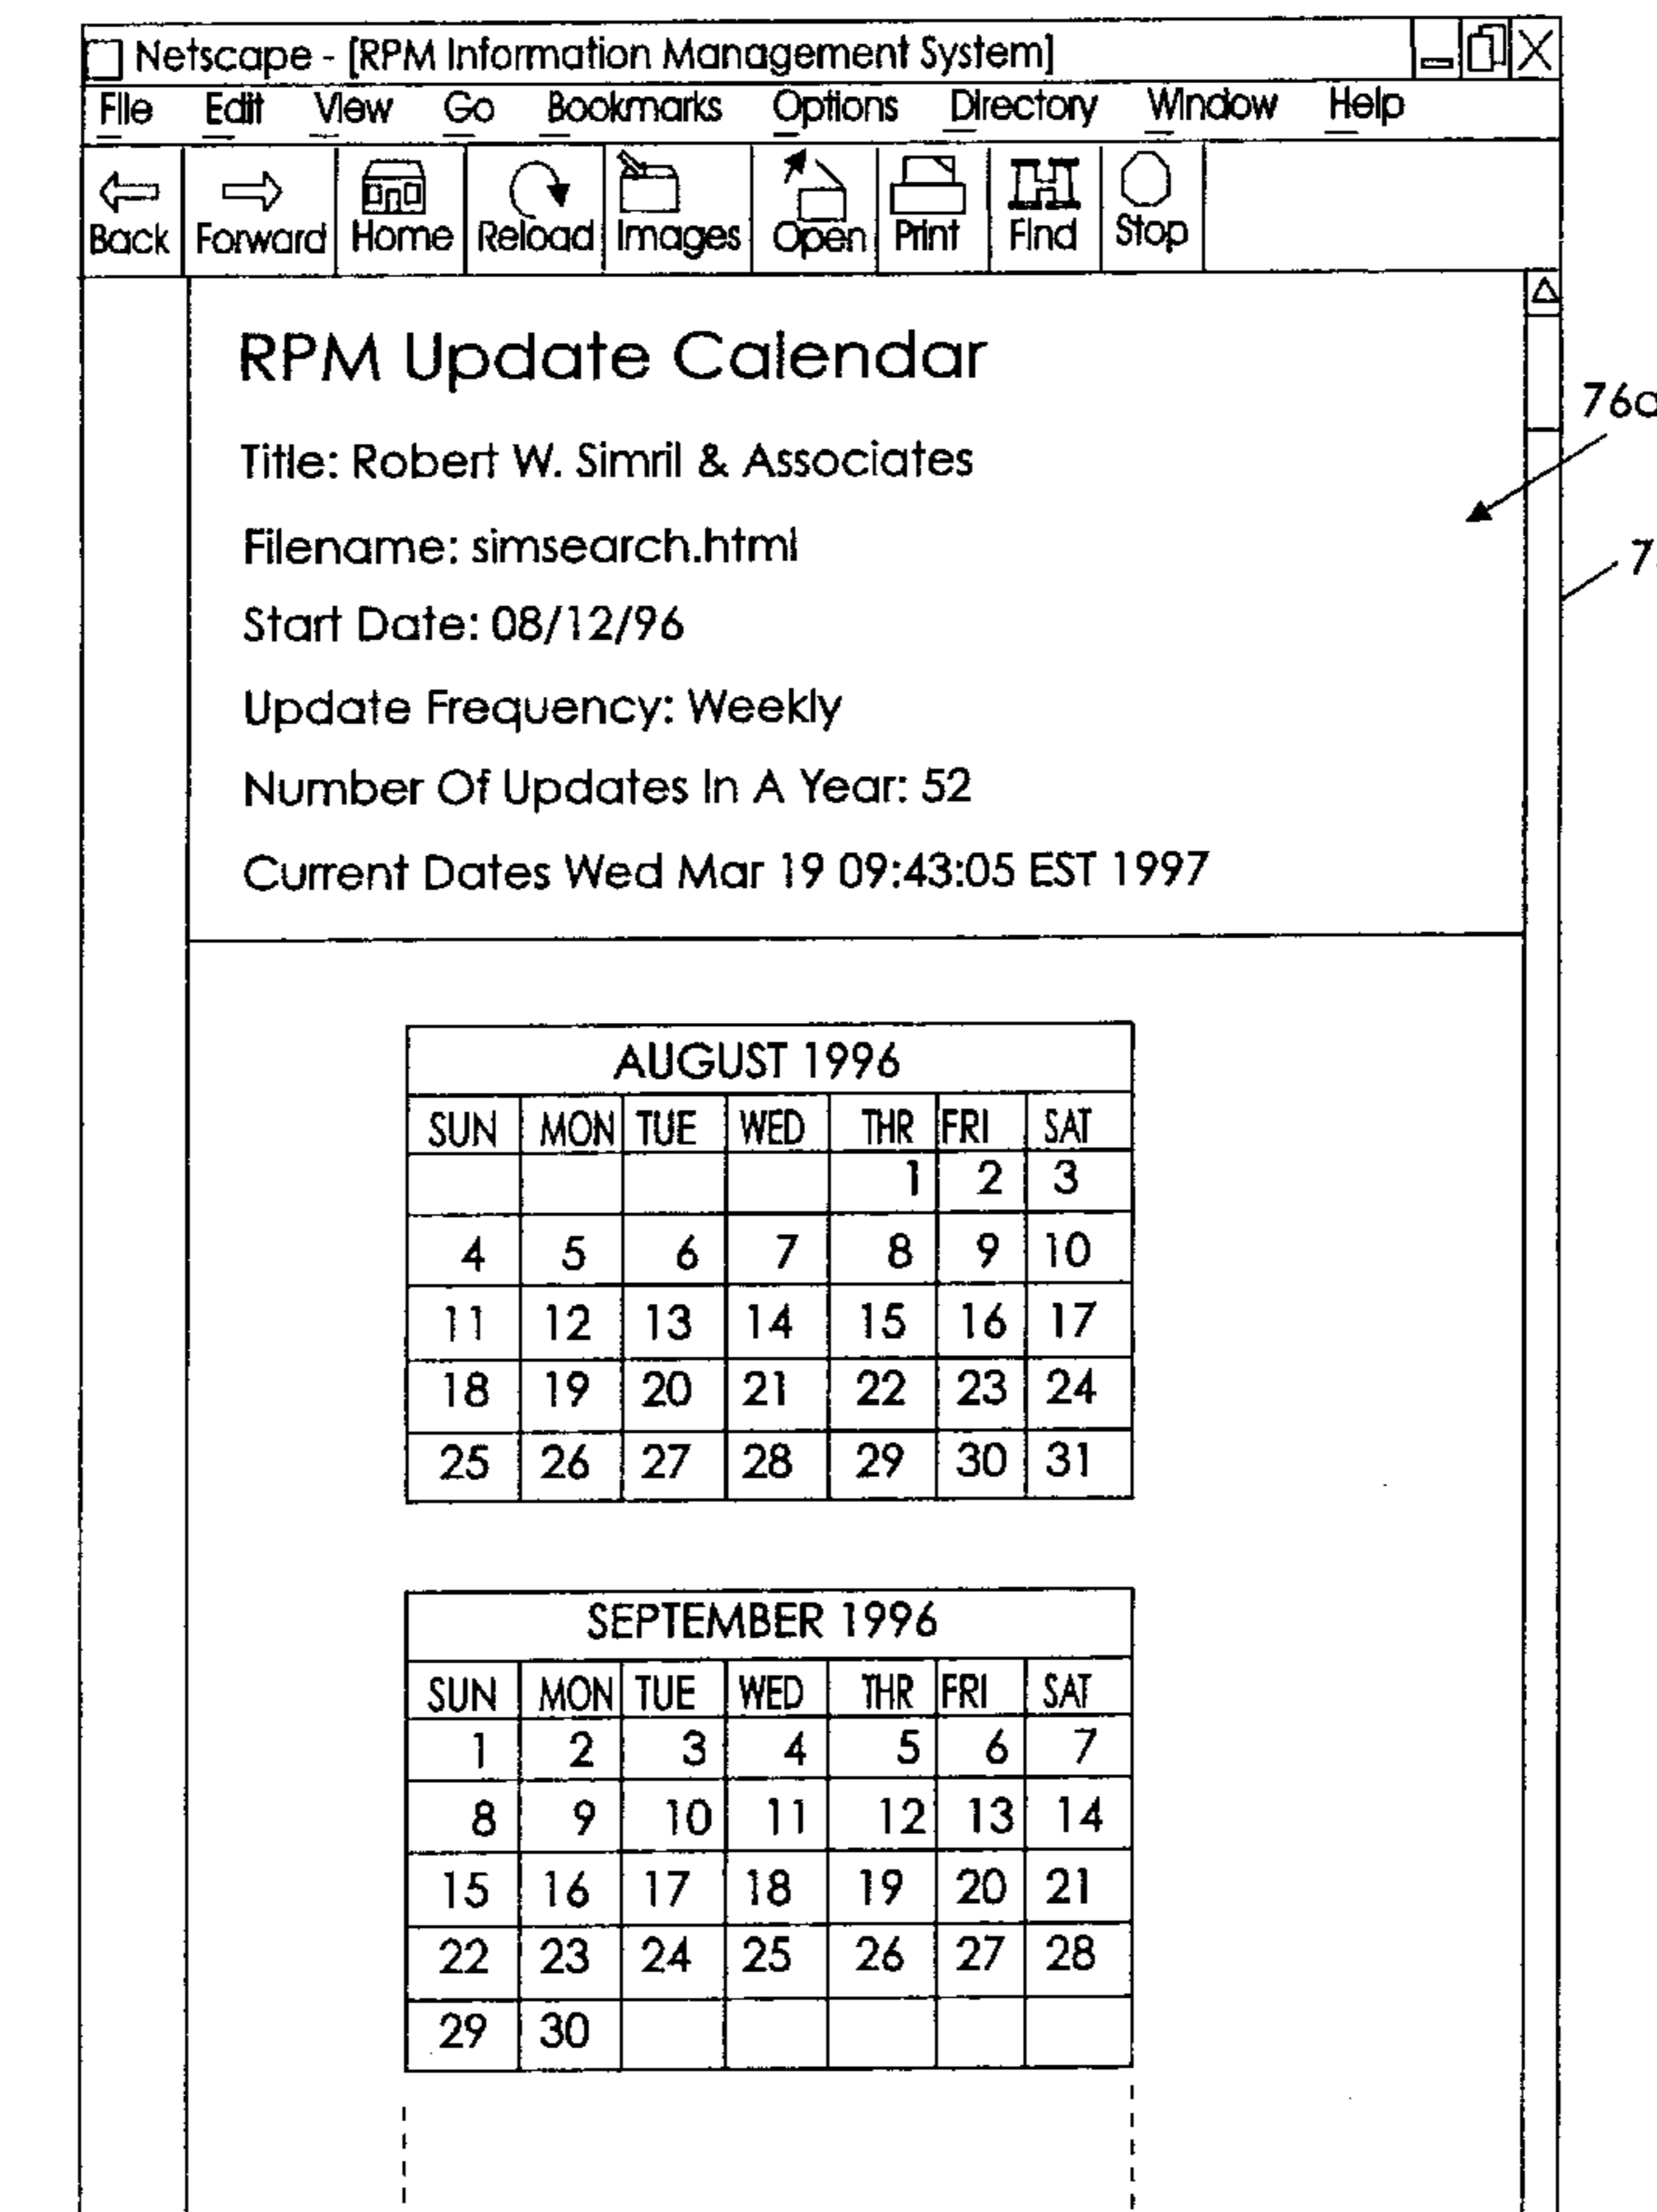 Netscape - [RPM Information Management System]
File Edit View Go Bookmarks Options Directory Window Help
Back Forward Home Reload Images Open Print Find Stop
RPM Update Calendar
76a
Title: Robert W. Simril & Associates
Filename: simsearch.html
Start Date: 08/12/96
Update Frequency: Weekly
Number Of Updates In A Year: 52
Current Dates Wed Mar 19 09:43:05 EST 1997
AUGUST 1996
SUN MON TUE WED THR FRI SAT
1 2 3
4 5 6 7 8 9 10
11 12 13 14 15 16 17
18 19 20 21 22 23 24
25 26 27 28 29 30 31
SEPTEMBER 1996
SUN MON TUE WED THR FRI SAT
1 2 3 4 5 6 7
8 9 10 11 12 13 14
15 16 17 18 19 20 21
22 23 24 25 26 27 28
29 30